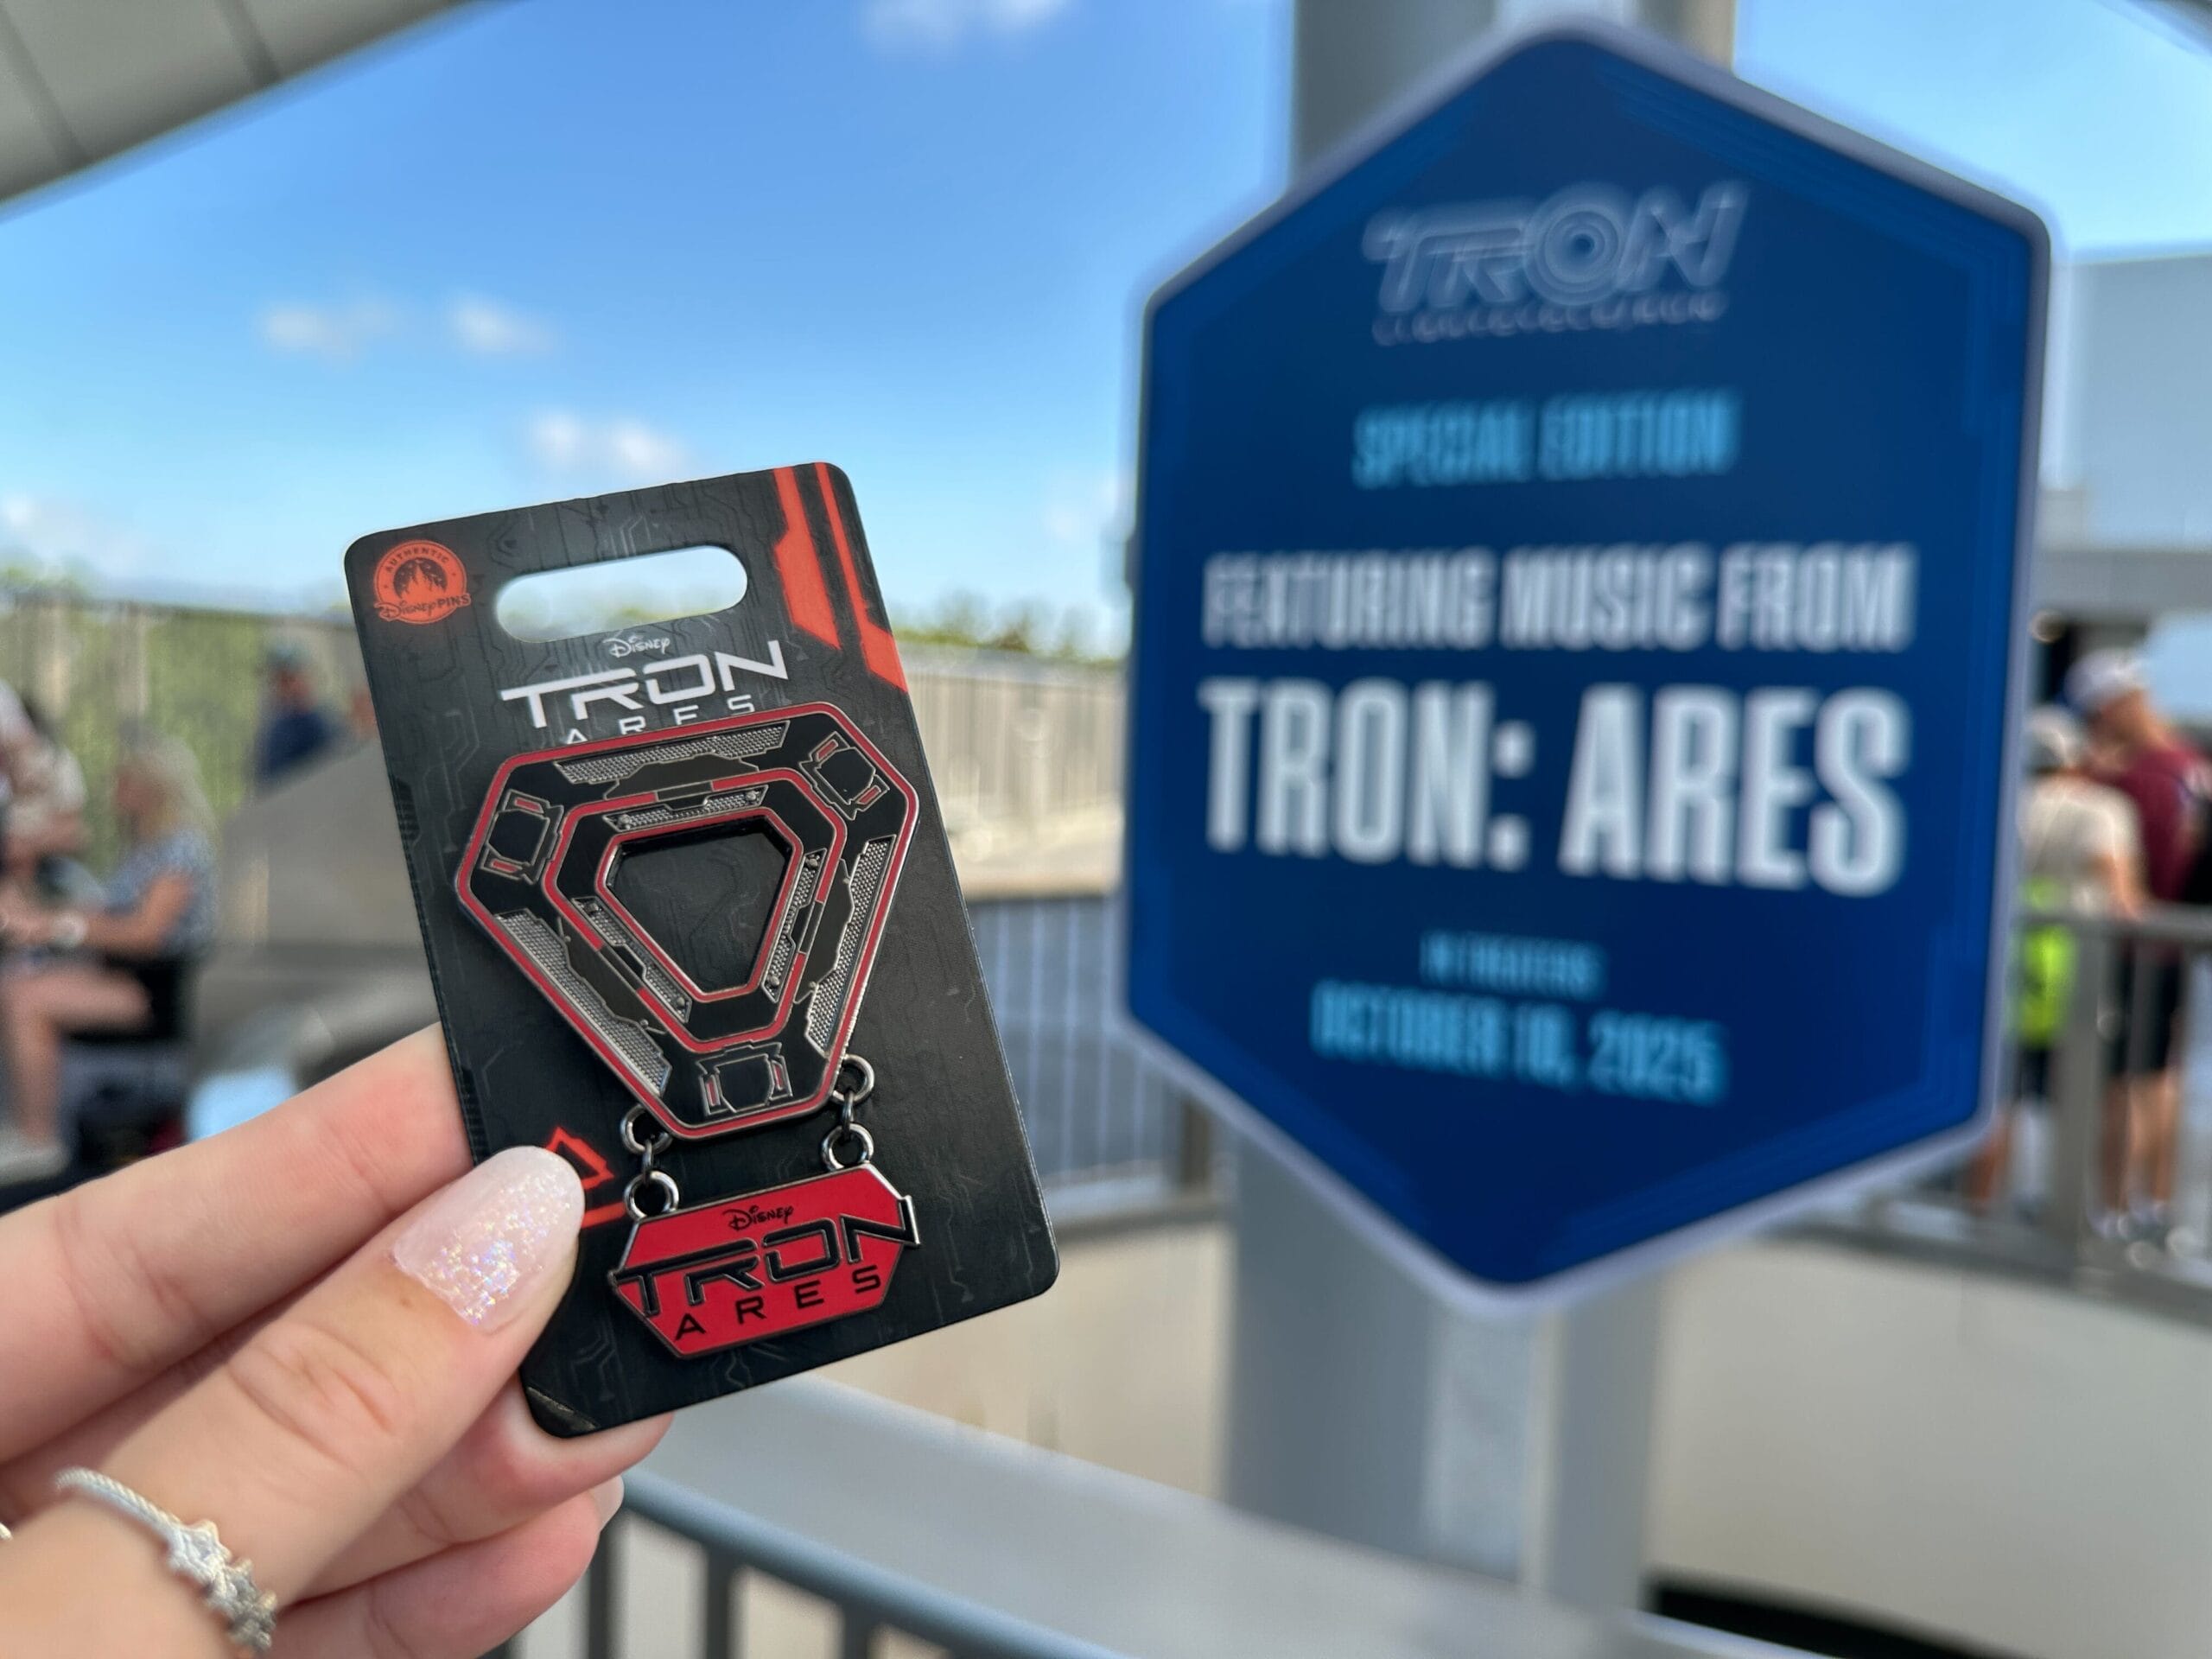 AUTHENTIC
Disney PINS
Disney
TRON
ARES
Disney
TRON
ARES
TRON
SPECIAL EDITION
FEATURING MUSIC FROM
TRON: ARES
IN THEATERS
OCTOBER 10, 2025